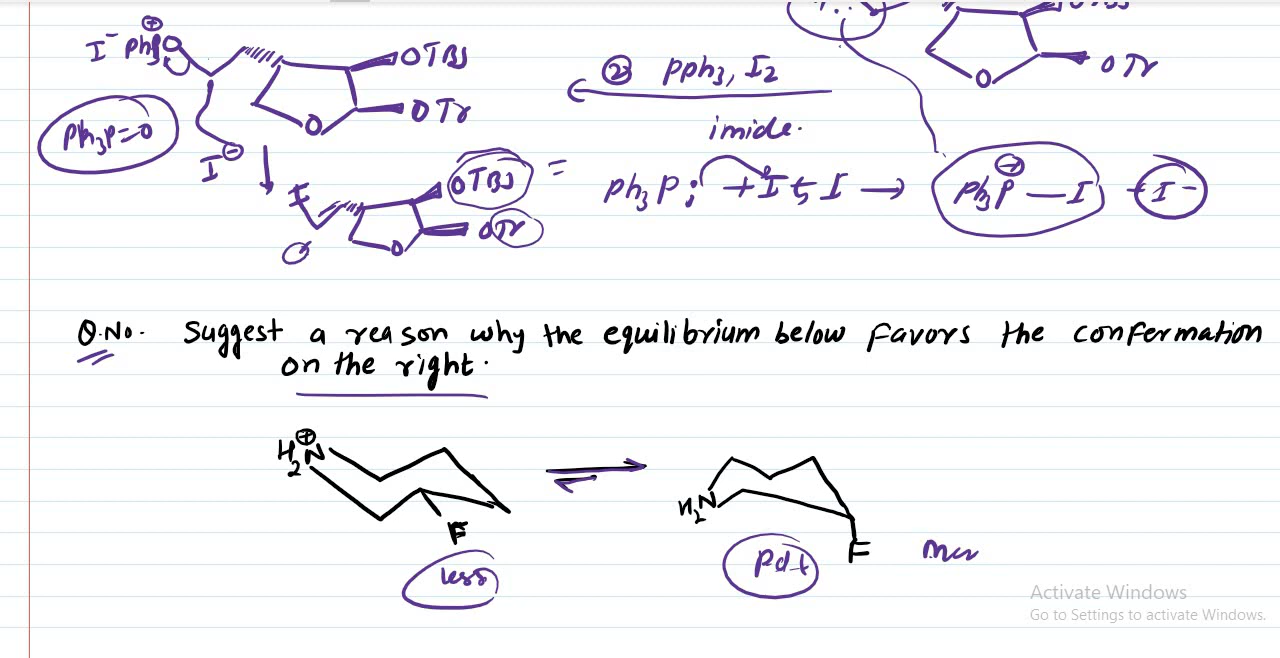 I⁻ Ph₃P⊕O
OTBS
OTr
OTr
② PPh₃, I₂
imide.
Ph₃P=O
I⊖
O
I
OTBS
OTr
O
=
Ph₃P: + I–I → Ph₃P⊕—I + I⁻
O
Q.No. Suggest a reason why the equilibrium below favors the confermation
on the right.
H₂N⊕
F
less
H₂N
F
Pdt
Activate Windows
Go to Settings to activate Windows.